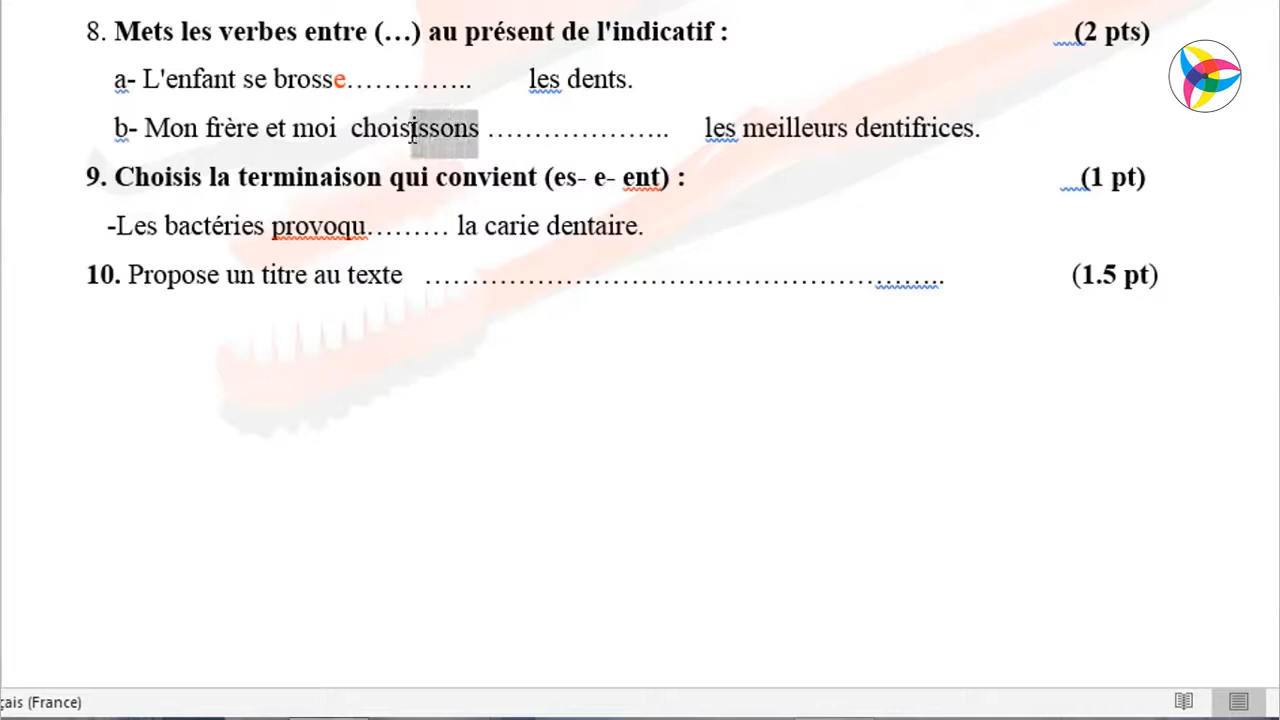 8. Mets les verbes entre (…) au présent de l'indicatif : (2 pts)
a- L'enfant se brosse………….. les dents.
b- Mon frère et moi choisissons ……………….. les meilleurs dentifrices.
9. Choisis la terminaison qui convient (es- e- ent) : (1 pt)
-Les bactéries provoqu……… la carie dentaire.
10. Propose un titre au texte ………………………………………………. (1.5 pt)
çais (France)